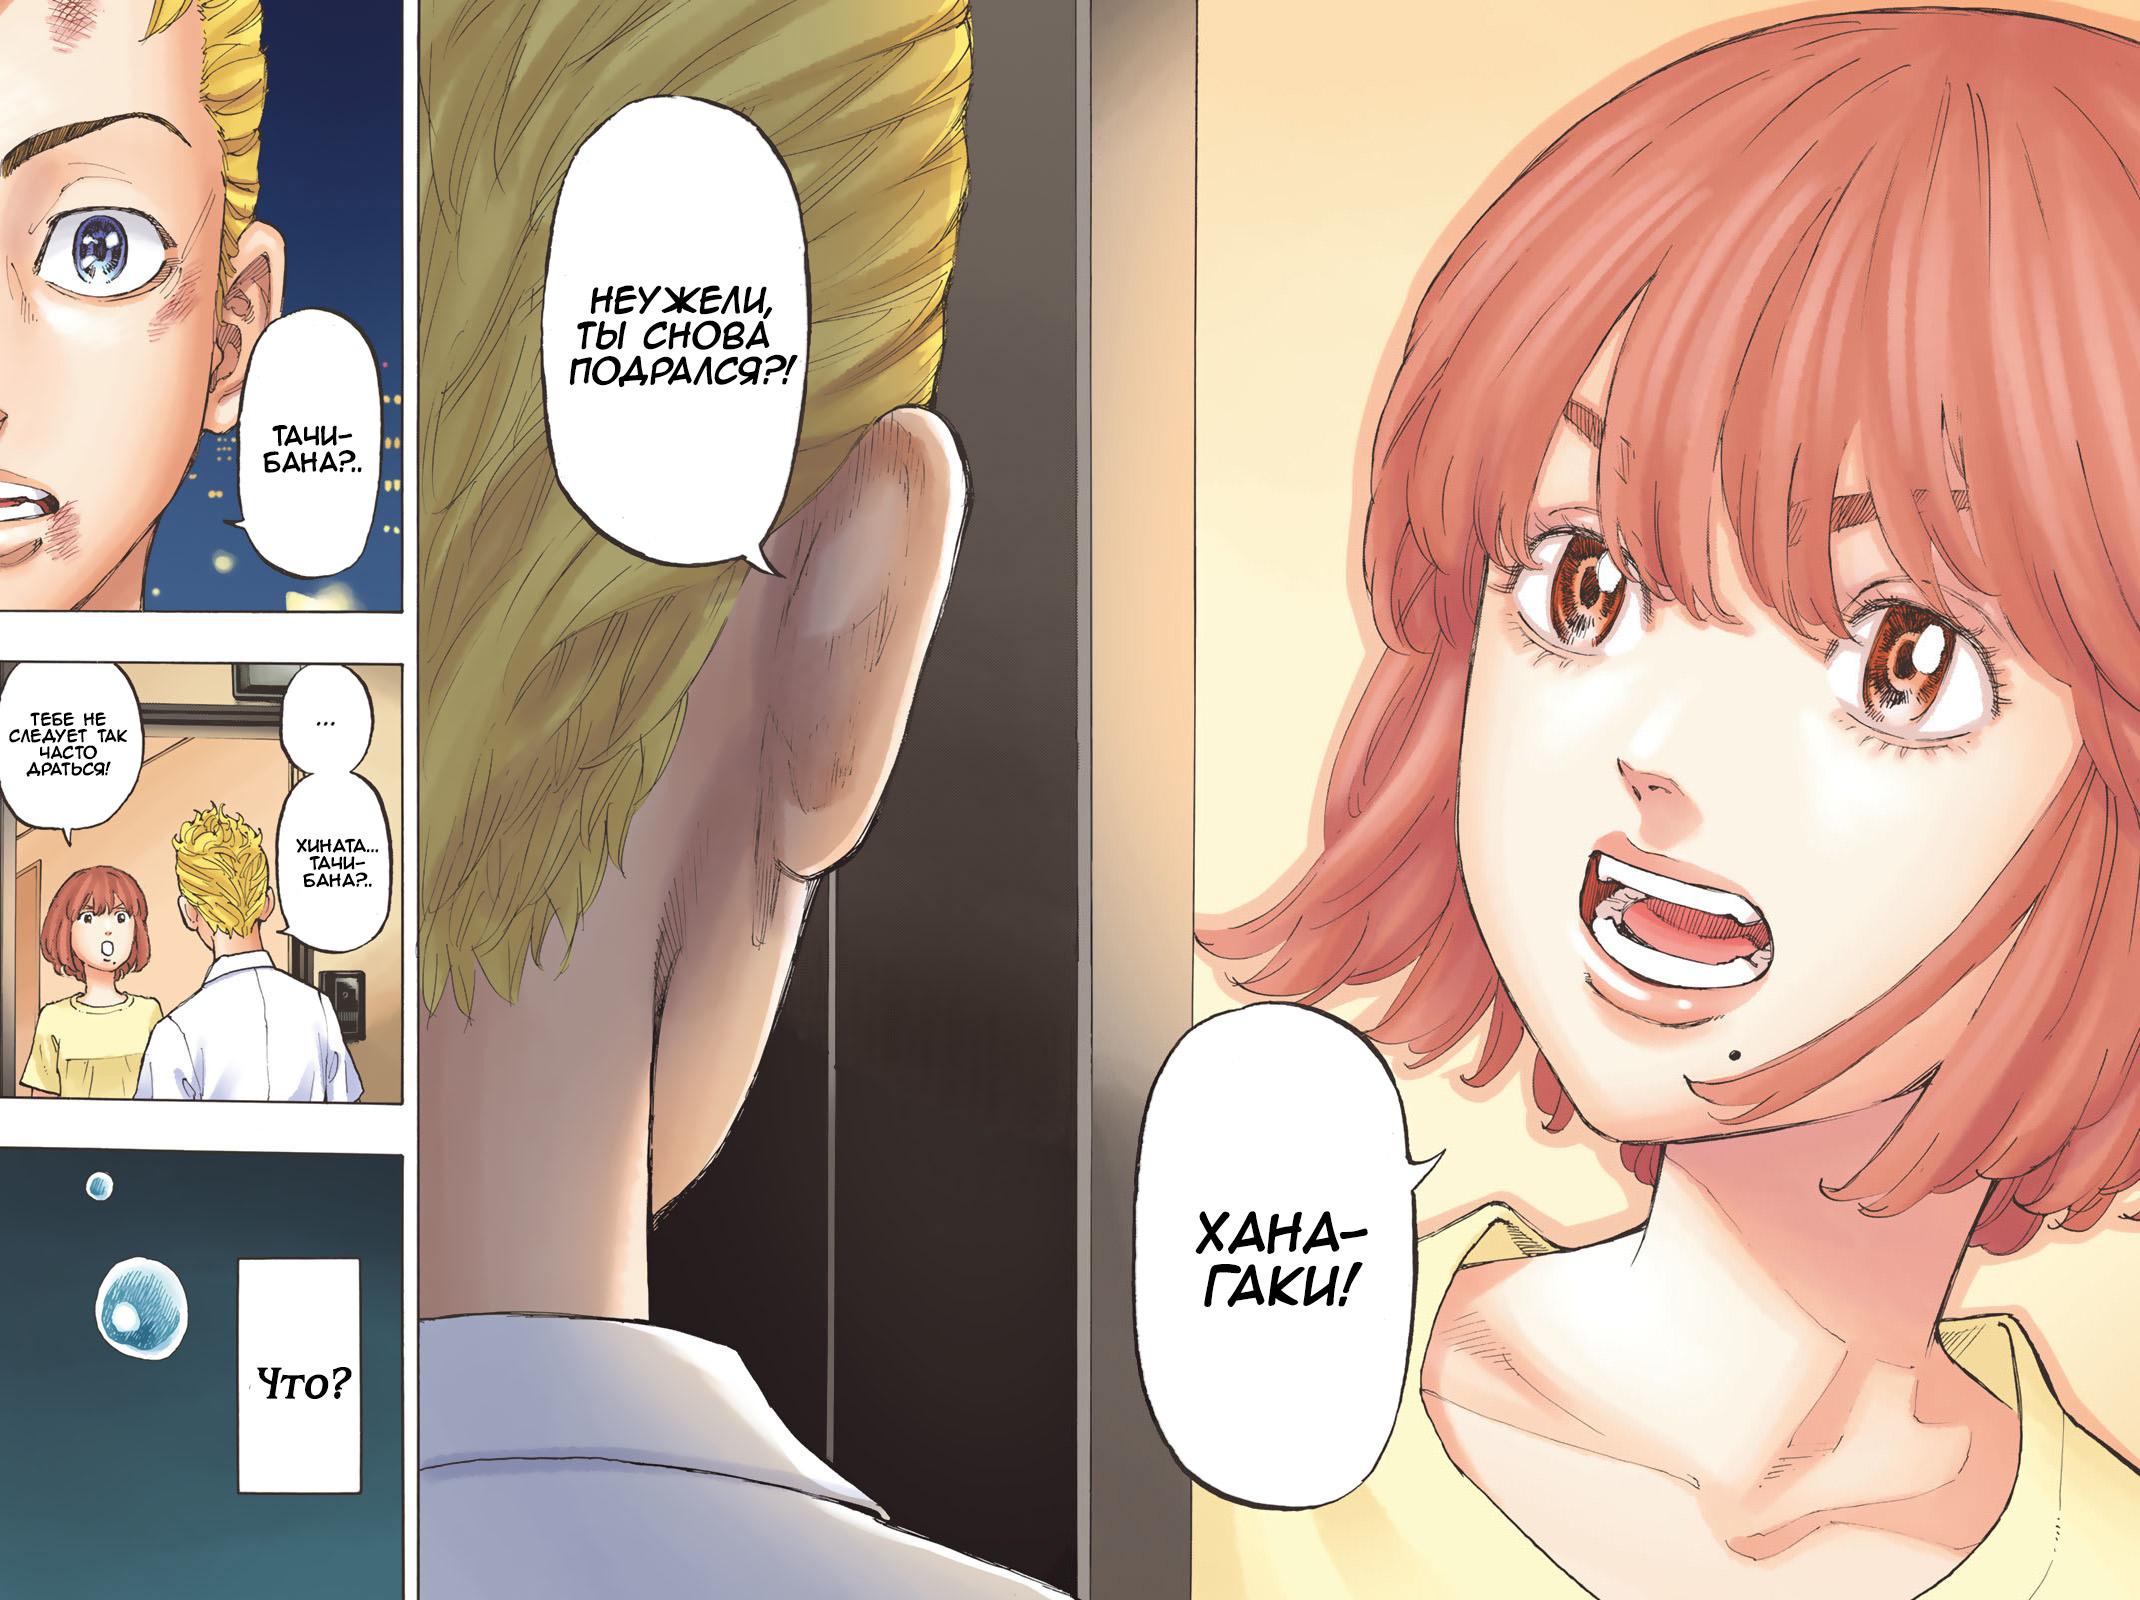 ХАНА-
ГАКИ!
НЕУЖЕЛИ,
ТЫ СНОВА
ПОДРАЛСЯ?!
ТАЧИ-
БАНА?..
...
ХИНАТА...
ТАЧИ-
БАНА?..
ТЕБЕ НЕ
СЛЕДУЕТ ТАК
ЧАСТО
ДРАТЬСЯ!
Что?